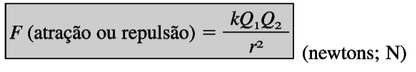 F (atração ou repulsão) = kQ₁Q₂ / r² (newtons; N)